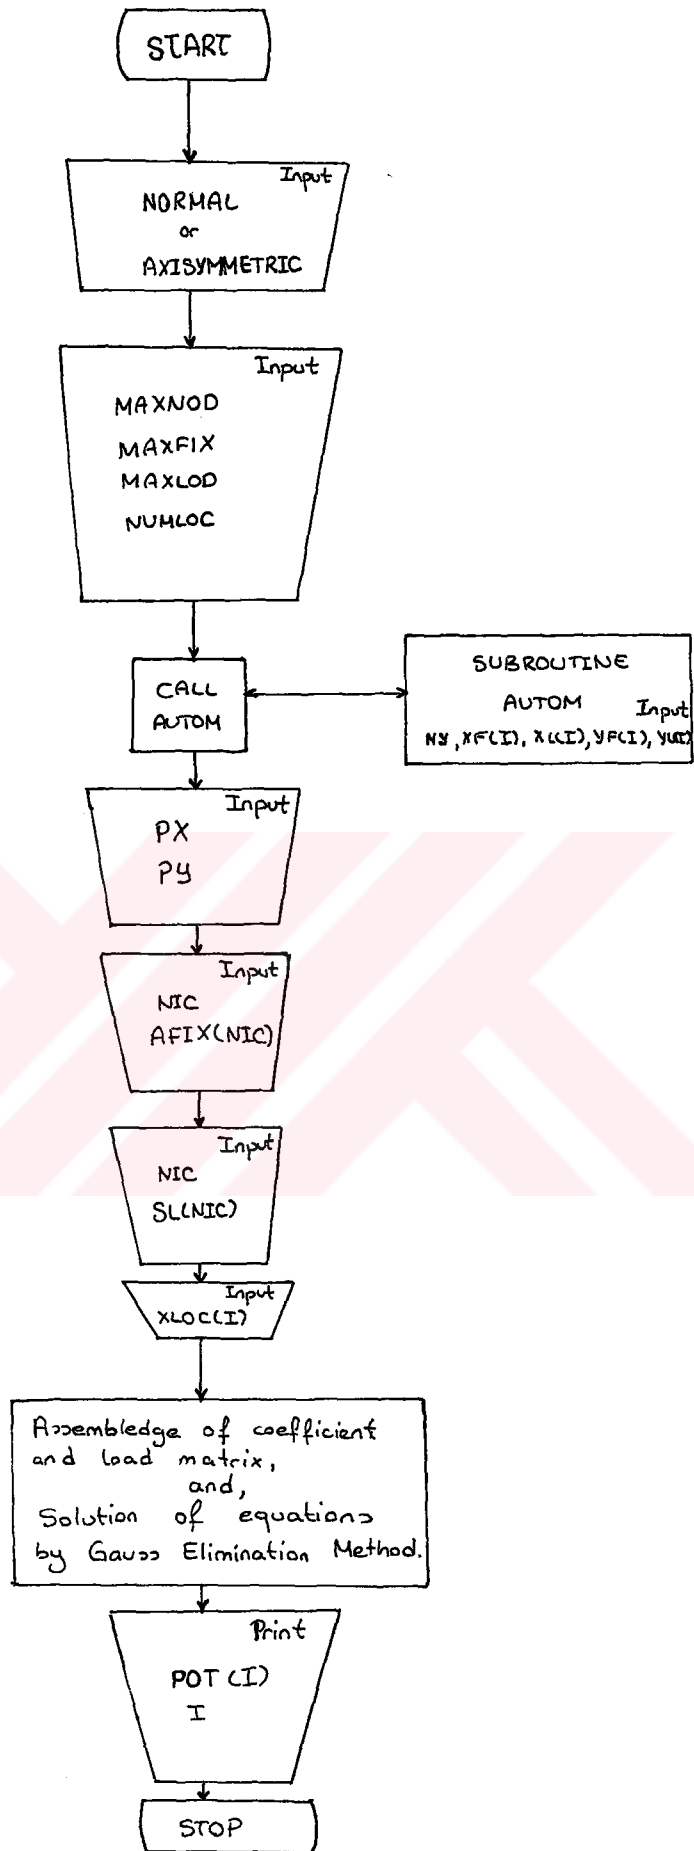 START
Input
NORMAL
or
AXISYMMETRIC
Input
MAXNOD
MAXFIX
MAXLOD
NUMLOC
CALL
AUTOM
SUBROUTINE
AUTOM
Input
NY, XF(I), XL(I), YF(I), YL(I)
Input
PX
PY
Input
NIC
AFIX(NIC)
Input
NIC
SL(NIC)
Input
XLOC(I)
Assembledge of coefficient
and load matrix,
and,
Solution of equations
by Gauss Elimination Method.
Print
POT (I)
I
STOP